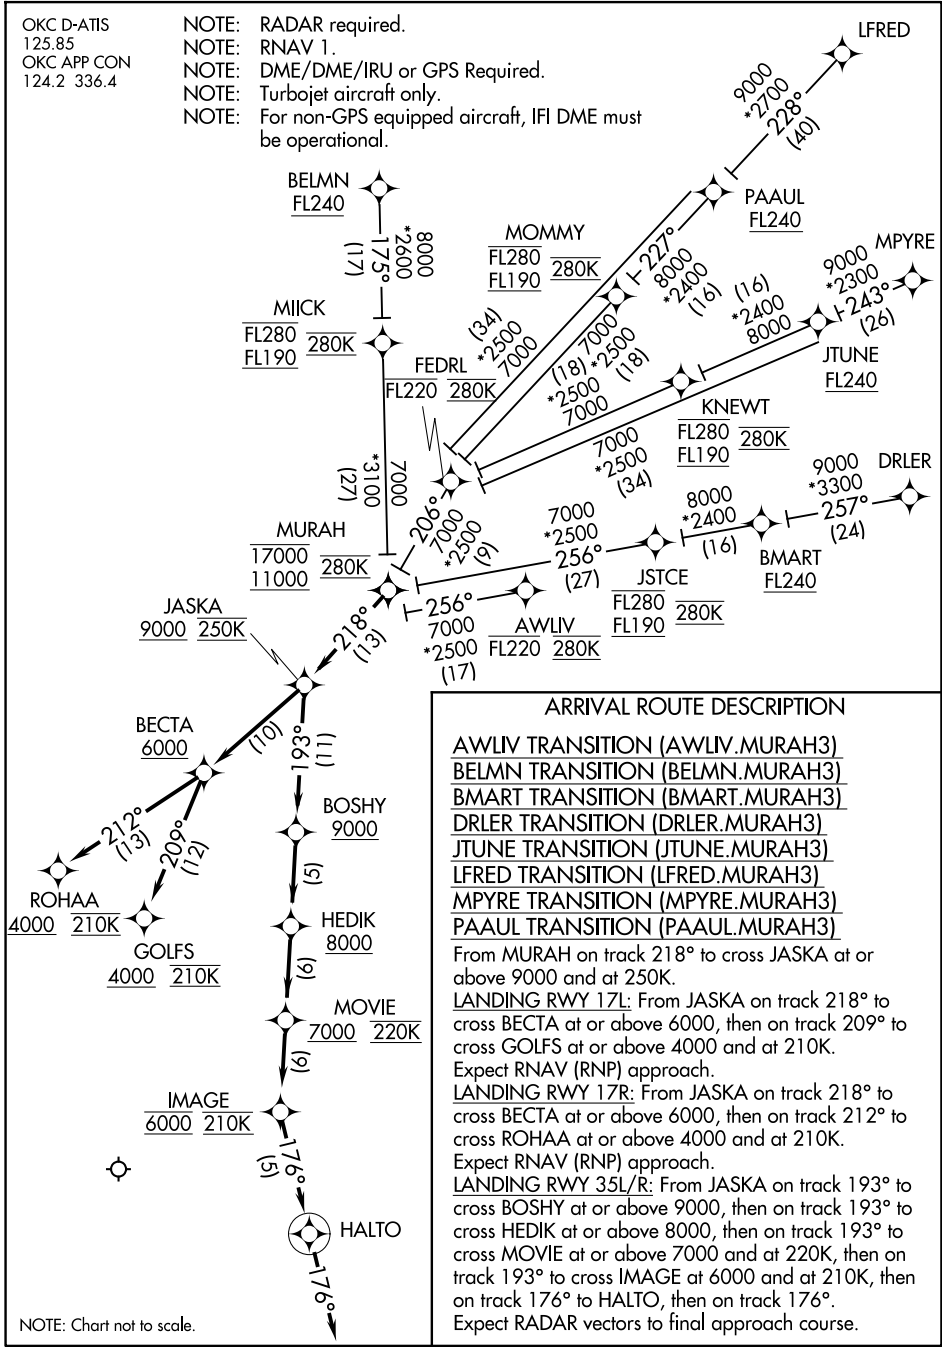 OKC D-ATIS
125.85
OKC APP CON
124.2 336.4
NOTE: RADAR required.
NOTE: RNAV 1.
NOTE: DME/DME/IRU or GPS Required.
NOTE: Turbojet aircraft only.
NOTE: For non-GPS equipped aircraft, IFI DME must
be operational.
LFRED
9000
*2700
228°
(40)
PAAUL
FL240
BELMN
FL240
8000
*2600
175°
(17)
MOMMY
FL280
FL190
280K
227°
8000
*2400
(16)
MPYRE
9000
*2300
243°
(26)
JTUNE
FL240
(16)
*2400
8000
MIICK
FL280
FL190
280K
(34)
*2500
7000
7000
*2500
(18)
FEDRL
FL220 280K
(18)
*2500
7000
KNEWT
FL280
FL190
280K
7000
*2500
(34)
7000
*3100
(27)
DRLER
9000
*3300
257°
(24)
8000
*2400
(16)
BMART
FL240
206°
7000
*2500
(9)
7000
*2500
256°
(27)
JSTCE
FL280
FL190
280K
MURAH
17000
11000
280K
256°
7000
*2500
(17)
AWLIV
FL220 280K
JASKA
9000 250K
218°
(13)
BECTA
6000
(10)
193°
(11)
BOSHY
9000
212°
(13)
209°
(12)
ROHAA
4000 210K
GOLFS
4000 210K
(5)
HEDIK
8000
(6)
MOVIE
7000 220K
(6)
IMAGE
6000 210K
176°
(5)
HALTO
176°
NOTE: Chart not to scale.
ARRIVAL ROUTE DESCRIPTION
AWLIV TRANSITION (AWLIV.MURAH3)
BELMN TRANSITION (BELMN.MURAH3)
BMART TRANSITION (BMART.MURAH3)
DRLER TRANSITION (DRLER.MURAH3)
JTUNE TRANSITION (JTUNE.MURAH3)
LFRED TRANSITION (LFRED.MURAH3)
MPYRE TRANSITION (MPYRE.MURAH3)
PAAUL TRANSITION (PAAUL.MURAH3)
From MURAH on track 218° to cross JASKA at or
above 9000 and at 250K.
LANDING RWY 17L: From JASKA on track 218° to
cross BECTA at or above 6000, then on track 209° to
cross GOLFS at or above 4000 and at 210K.
Expect RNAV (RNP) approach.
LANDING RWY 17R: From JASKA on track 218° to
cross BECTA at or above 6000, then on track 212° to
cross ROHAA at or above 4000 and at 210K.
Expect RNAV (RNP) approach.
LANDING RWY 35L/R: From JASKA on track 193° to
cross BOSHY at or above 9000, then on track 193° to
cross HEDIK at or above 8000, then on track 193° to
cross MOVIE at or above 7000 and at 220K, then on
track 193° to cross IMAGE at 6000 and at 210K, then
on track 176° to HALTO, then on track 176°.
Expect RADAR vectors to final approach course.